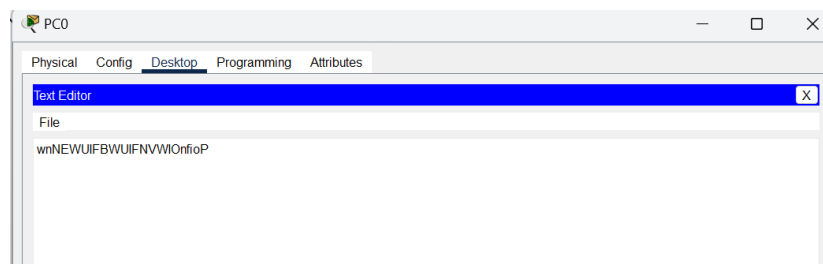 PC0
Physical Config Desktop Programming Attributes
Text Editor X
File
wnNEWUIFBWUIFNVWIOnfioP